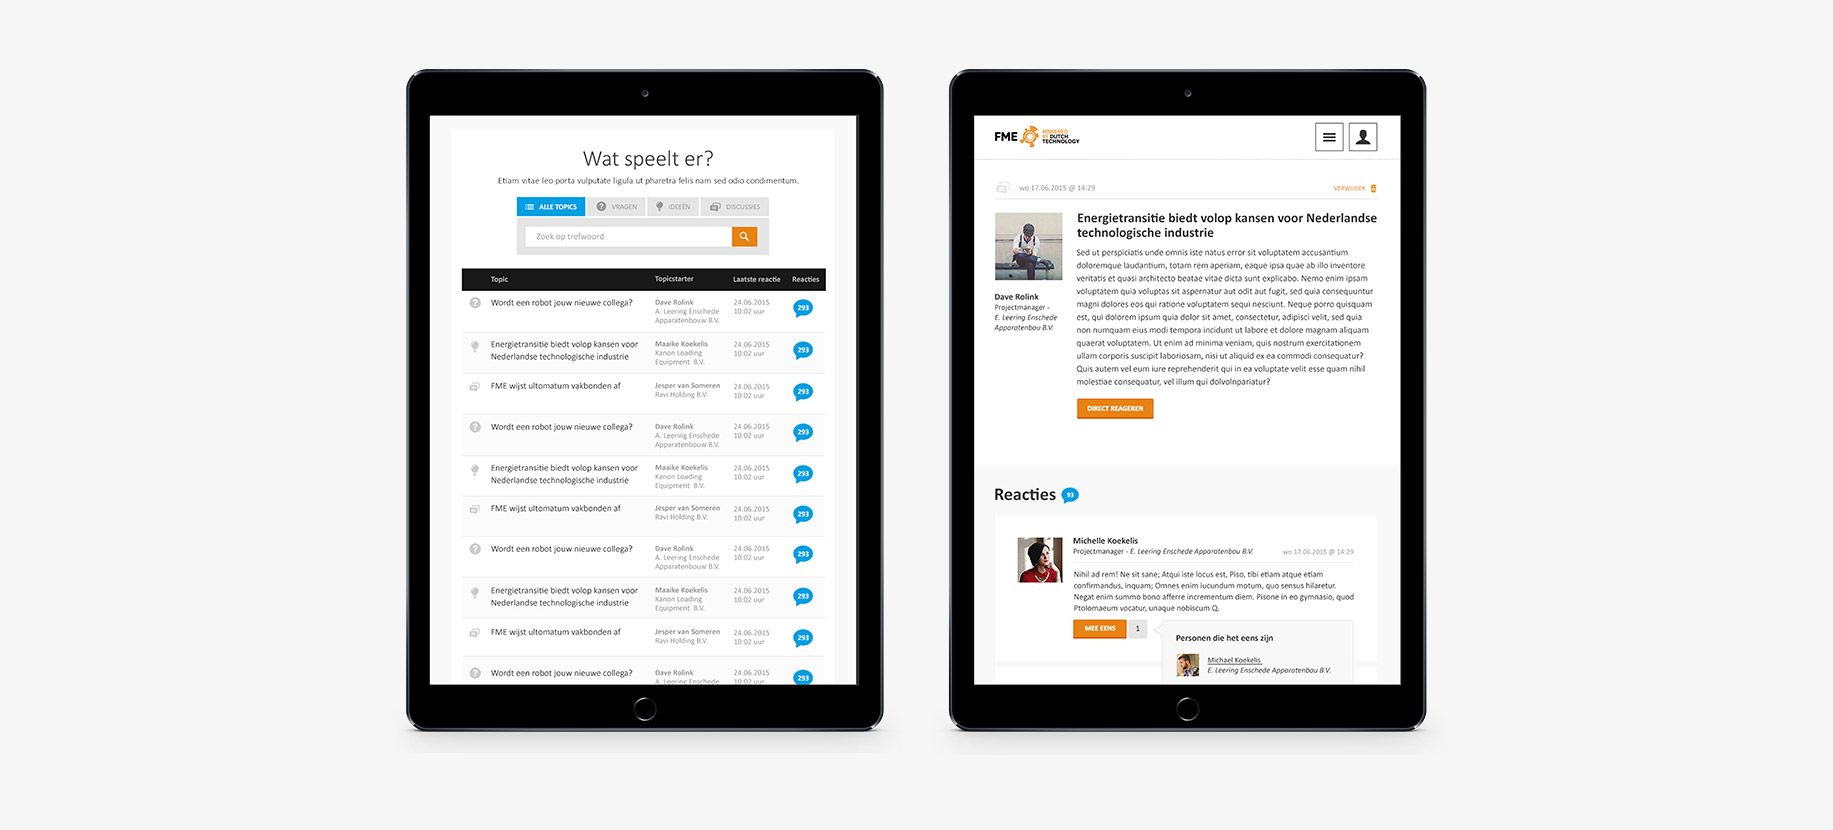 Wat speelt er?
Etiam vitae leo porta vulputate ligula ut pharetra felis nam sed odio condimentum.
ALLE TOPICS VRAGEN IDEEËN DISCUSSIES
Zoek op trefwoord
Topic Topicstarter Laatste reactie Reacties
Wordt een robot jouw nieuwe collega? Dave Rolink 24.06.2015 293
A. Leering Enschede 10:02 uur
Apparatenbouw B.V.
Energietransitie biedt volop kansen voor Maaike Koekelis 24.06.2015 293
Nederlandse technologische industrie Kanon Loading 10:02 uur
Equipment B.V.
FME wijst ultomatum vakbonden af Jesper van Someren 24.06.2015 293
Ravi Holding B.V. 10:02 uur
Wordt een robot jouw nieuwe collega? Dave Rolink 24.06.2015 293
A. Leering Enschede 10:02 uur
Apparatenbouw B.V.
Energietransitie biedt volop kansen voor Maaike Koekelis 24.06.2015 293
Nederlandse technologische industrie Kanon Loading 10:02 uur
Equipment B.V.
FME wijst ultomatum vakbonden af Jesper van Someren 24.06.2015 293
Ravi Holding B.V. 10:02 uur
Wordt een robot jouw nieuwe collega? Dave Rolink 24.06.2015 293
A. Leering Enschede 10:02 uur
Apparatenbouw B.V.
Energietransitie biedt volop kansen voor Maaike Koekelis 24.06.2015 293
Nederlandse technologische industrie Kanon Loading 10:02 uur
Equipment B.V.
FME wijst ultomatum vakbonden af Jesper van Someren 24.06.2015 293
Ravi Holding B.V. 10:02 uur
Wordt een robot jouw nieuwe collega? Dave Rolink 24.06.2015 293
A. Leering Enschede 10:02 uur
FME POWERED
BY DUTCH
TECHNOLOGY
wo 17.06.2015 @ 14:29 VERWIJDER
Energietransitie biedt volop kansen voor Nederlandse
technologische industrie
Sed ut perspiciatis unde omnis iste natus error sit voluptatem accusantium
doloremque laudantium, totam rem aperiam, eaque ipsa quae ab illo inventore
veritatis et quasi architecto beatae vitae dicta sunt explicabo. Nemo enim ipsam
voluptatem quia voluptas sit aspernatur aut odit aut fugit, sed quia consequuntur
magni dolores eos qui ratione voluptatem sequi nesciunt. Neque porro quisquam
est, qui dolorem ipsum quia dolor sit amet, consectetur, adipisci velit, sed quia
non numquam eius modi tempora incidunt ut labore et dolore magnam aliquam
quaerat voluptatem. Ut enim ad minima veniam, quis nostrum exercitationem
ullam corporis suscipit laboriosam, nisi ut aliquid ex ea commodi consequatur?
Quis autem vel eum iure reprehenderit qui in ea voluptate velit esse quam nihil
molestiae consequatur, vel illum qui dolvolnpariatur?
Dave Rolink
Projectmanager -
E. Leering Enschede
Apparatenbou B.V.
DIRECT REAGEREN
Reacties 93
Michelle Koekelis
Projectmanager - E. Leering Enschede Apparatenbou B.V. wo 17.06.2015 @ 14:29
Nihil ad rem! Ne sit sane; Atqui iste locus est, Piso, tibi etiam atque etiam
confirmandus, inquam; Omnes enim iucundum motum, quo sensus hilaretur.
Negat enim summo bono afferre incrementum diem. Pisone in eo gymnasio, quod
Ptolomaeum vocatur, unaque nobiscum Q.
MEE EENS 1
Personen die het eens zijn
Michael Koekelis,
E. Leering Enschede Apparatenbou B.V.